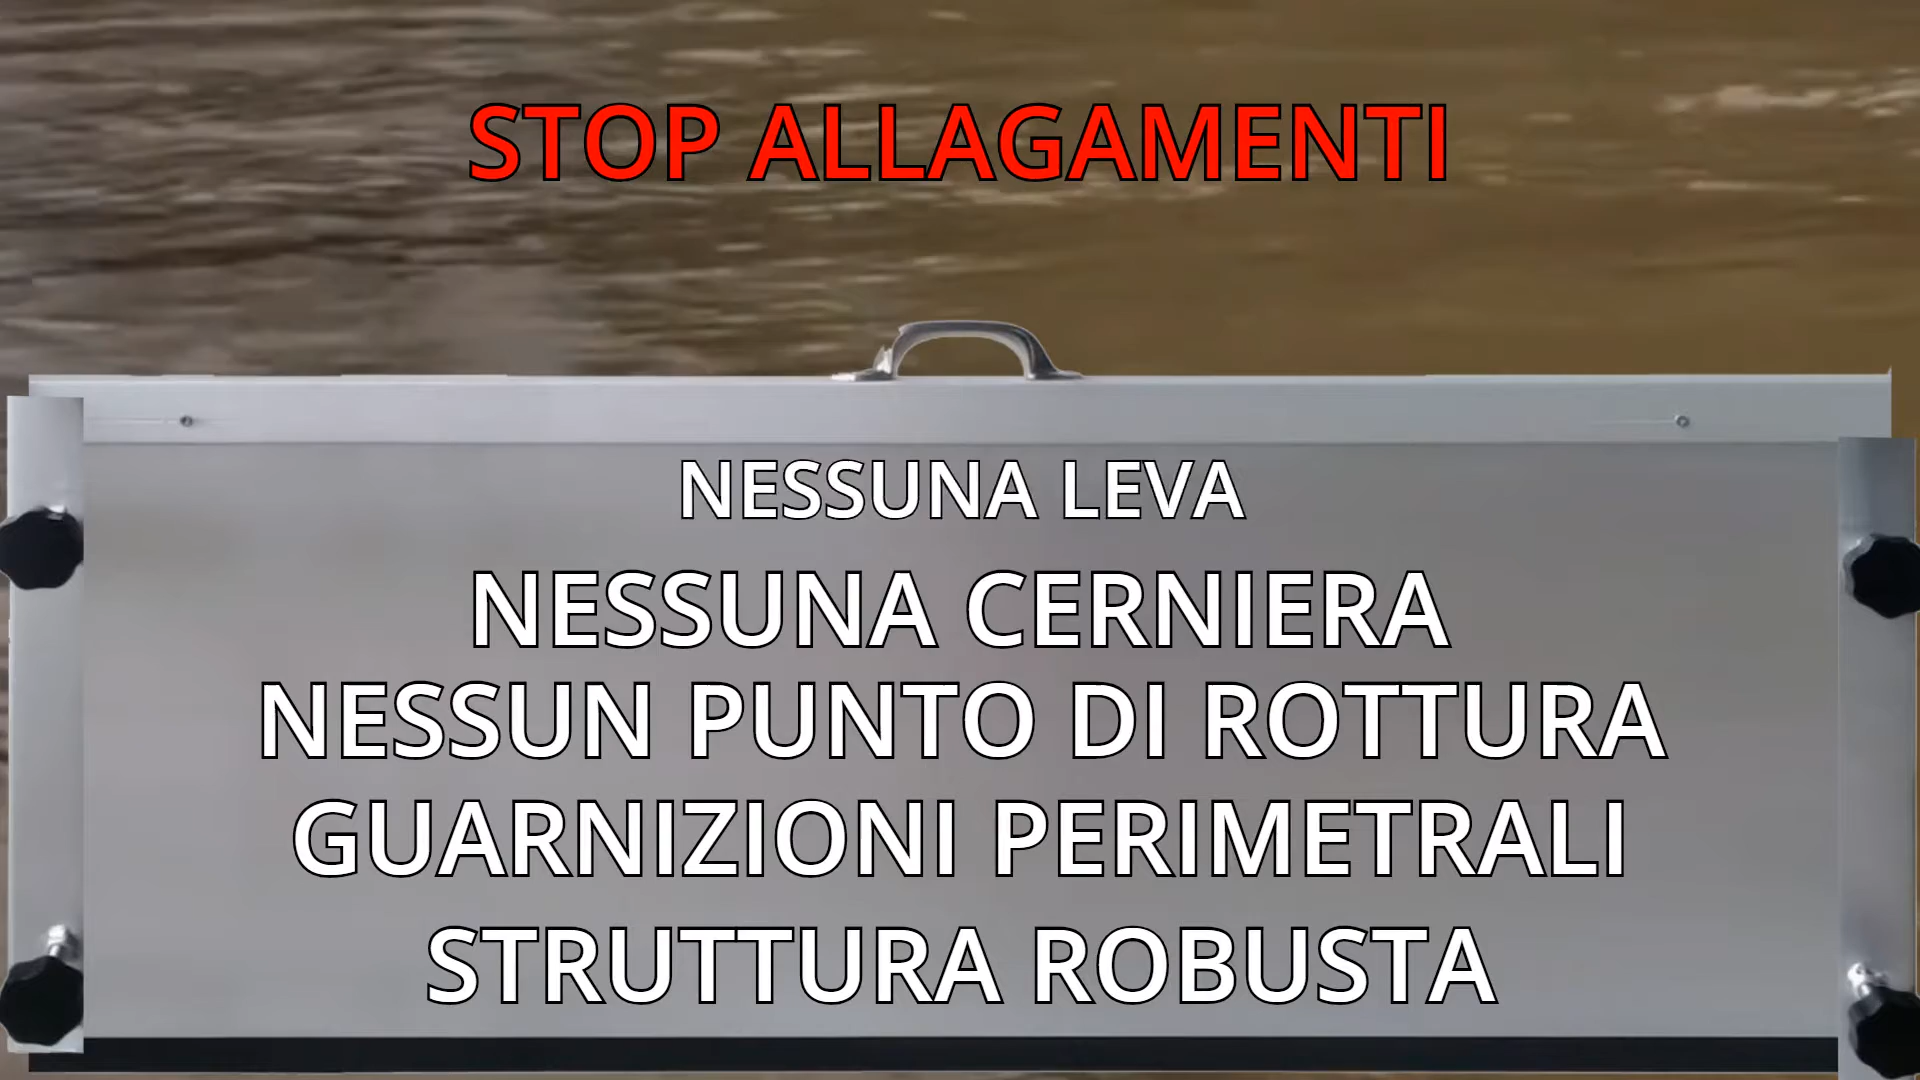 STOP ALLAGAMENTI
NESSUNA LEVA
NESSUNA CERNIERA
NESSUN PUNTO DI ROTTURA
GUARNIZIONI PERIMETRALI
STRUTTURA ROBUSTA